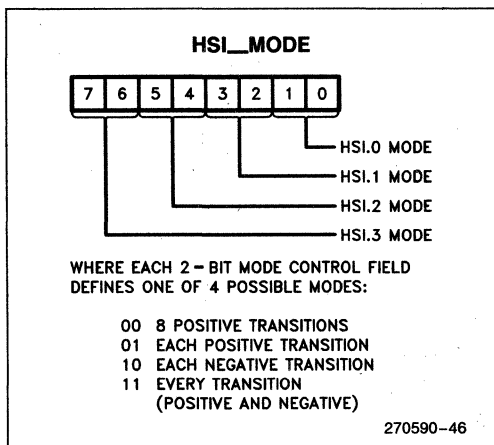 HSI__MODE
7 6 5 4 3 2 1 0
HSI.0 MODE
HSI.1 MODE
HSI.2 MODE
HSI.3 MODE
WHERE EACH 2-BIT MODE CONTROL FIELD
DEFINES ONE OF 4 POSSIBLE MODES:
00 8 POSITIVE TRANSITIONS
01 EACH POSITIVE TRANSITION
10 EACH NEGATIVE TRANSITION
11 EVERY TRANSITION
(POSITIVE AND NEGATIVE)
270590-46